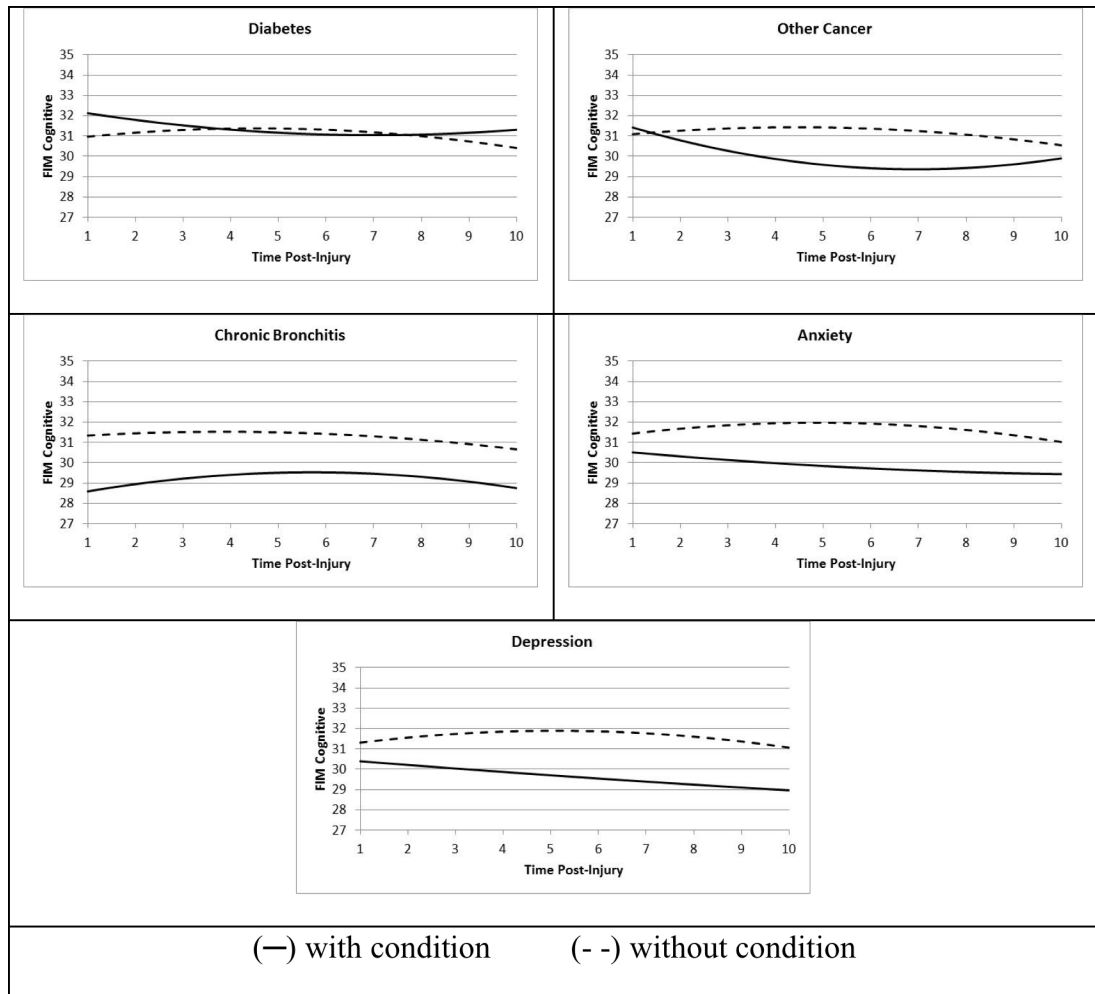 Diabetes
35
34
33
32
31
30
29
28
27
FIM Cognitive
1 2 3 4 5 6 7 8 9 10
Time Post-Injury
Other Cancer
35
34
33
32
31
30
29
28
27
FIM Cognitive
1 2 3 4 5 6 7 8 9 10
Time Post-Injury
Chronic Bronchitis
35
34
33
32
31
30
29
28
27
FIM Cognitive
1 2 3 4 5 6 7 8 9 10
Time Post-Injury
Anxiety
35
34
33
32
31
30
29
28
27
FIM Cognitive
1 2 3 4 5 6 7 8 9 10
Time Post-Injury
Depression
35
34
33
32
31
30
29
28
27
FIM Cognitive
1 2 3 4 5 6 7 8 9 10
Time Post-Injury
(—) with condition (- -) without condition